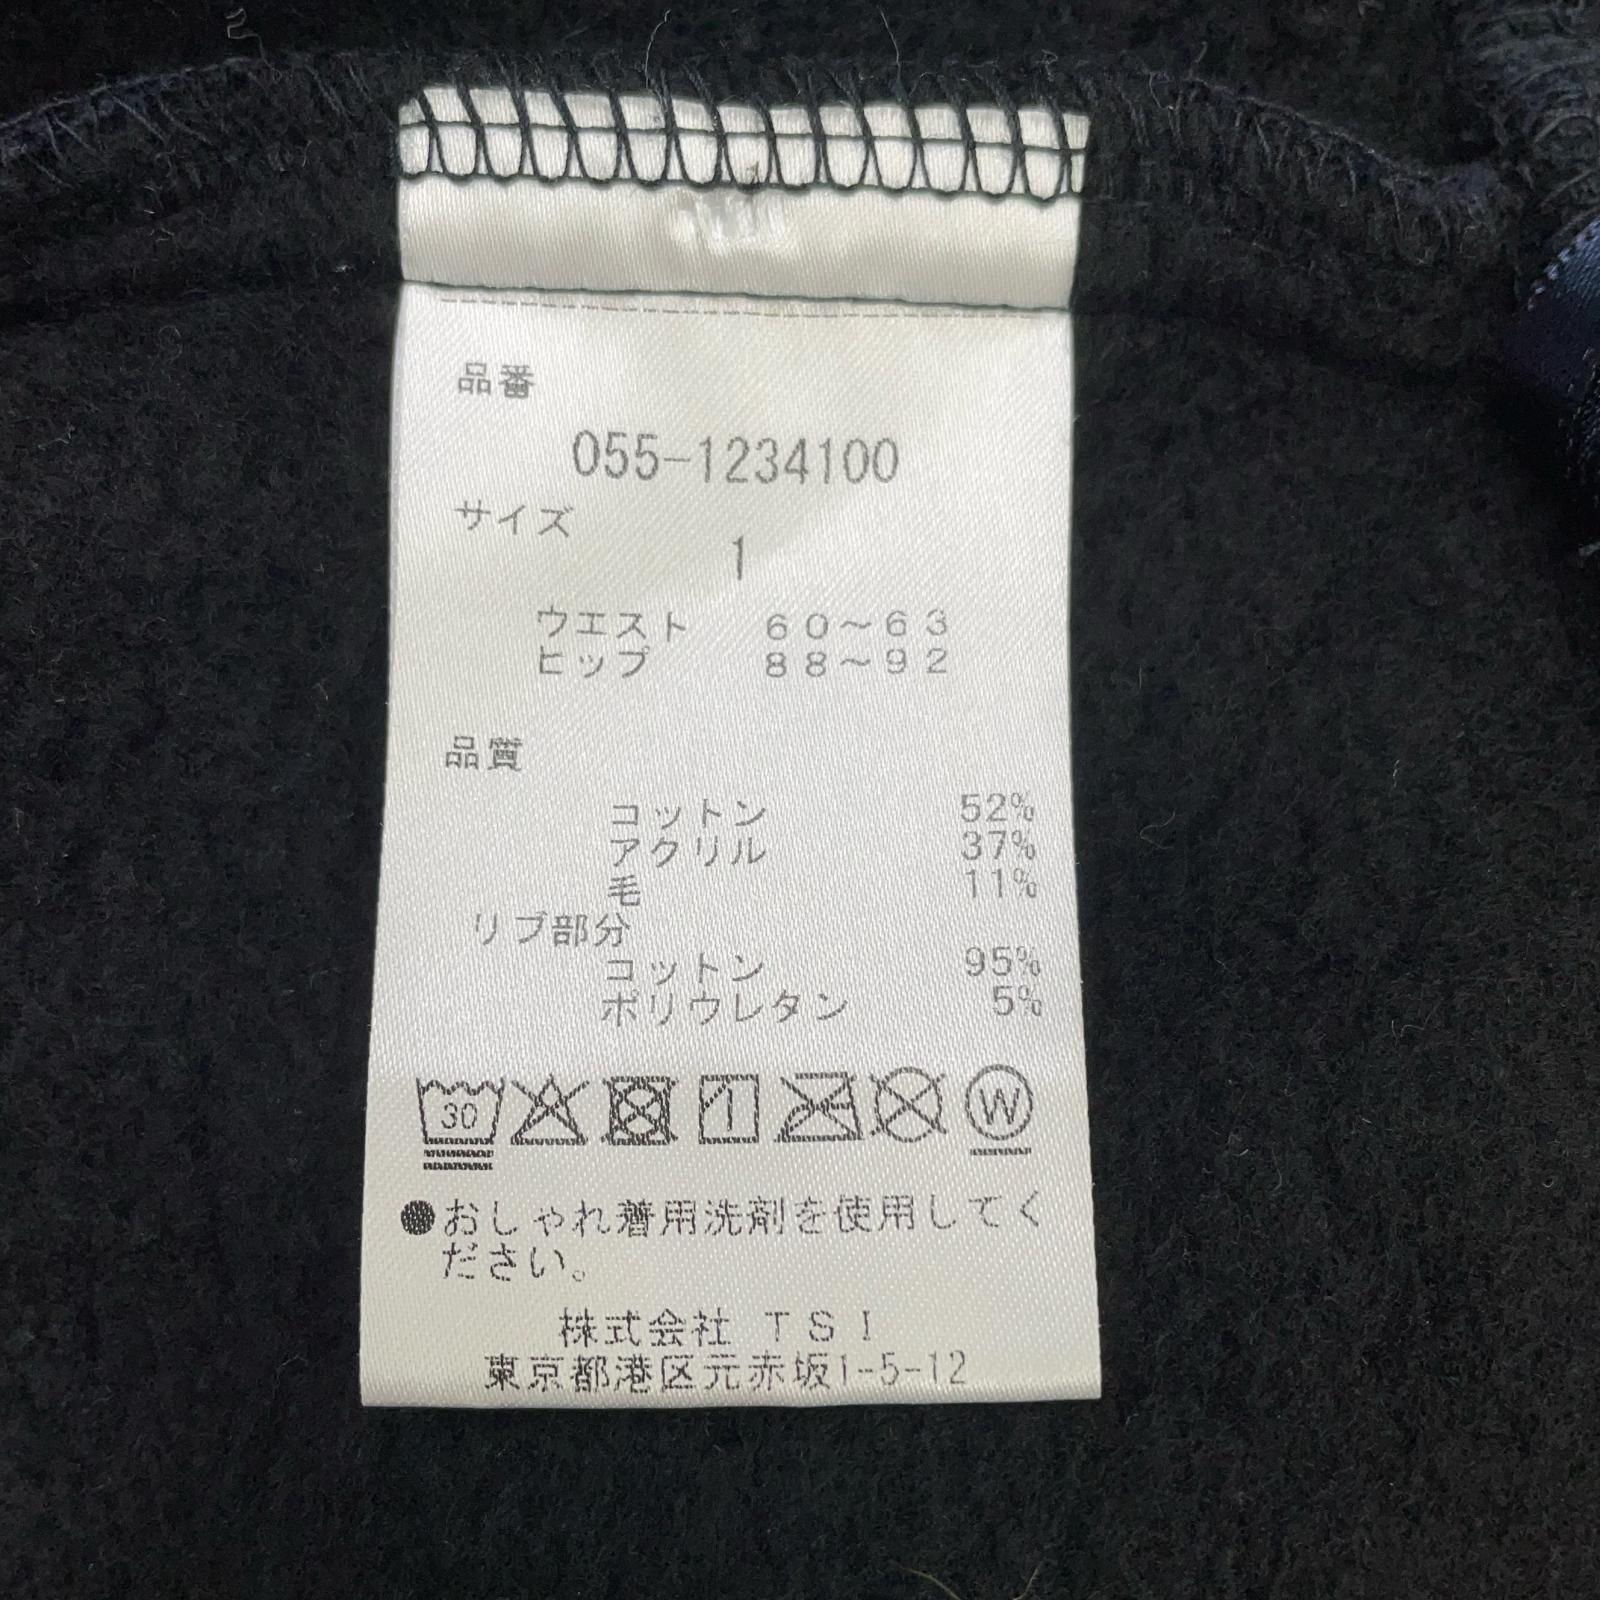 品番
055-1234100
サイズ
1
ウエスト 60～63
ヒップ 88～92
品質
コットン 52%
アクリル 37%
毛 11%
リブ部分
コットン 95%
ポリウレタン 5%
30 1 W
●おしゃれ着用洗剤を使用してく
ださい。
株式会社 TSI
東京都港区元赤坂1-5-12